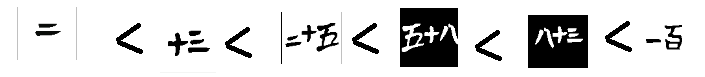 二 < 十三 < 二十五 < 五十八 < 八十三 < 一百